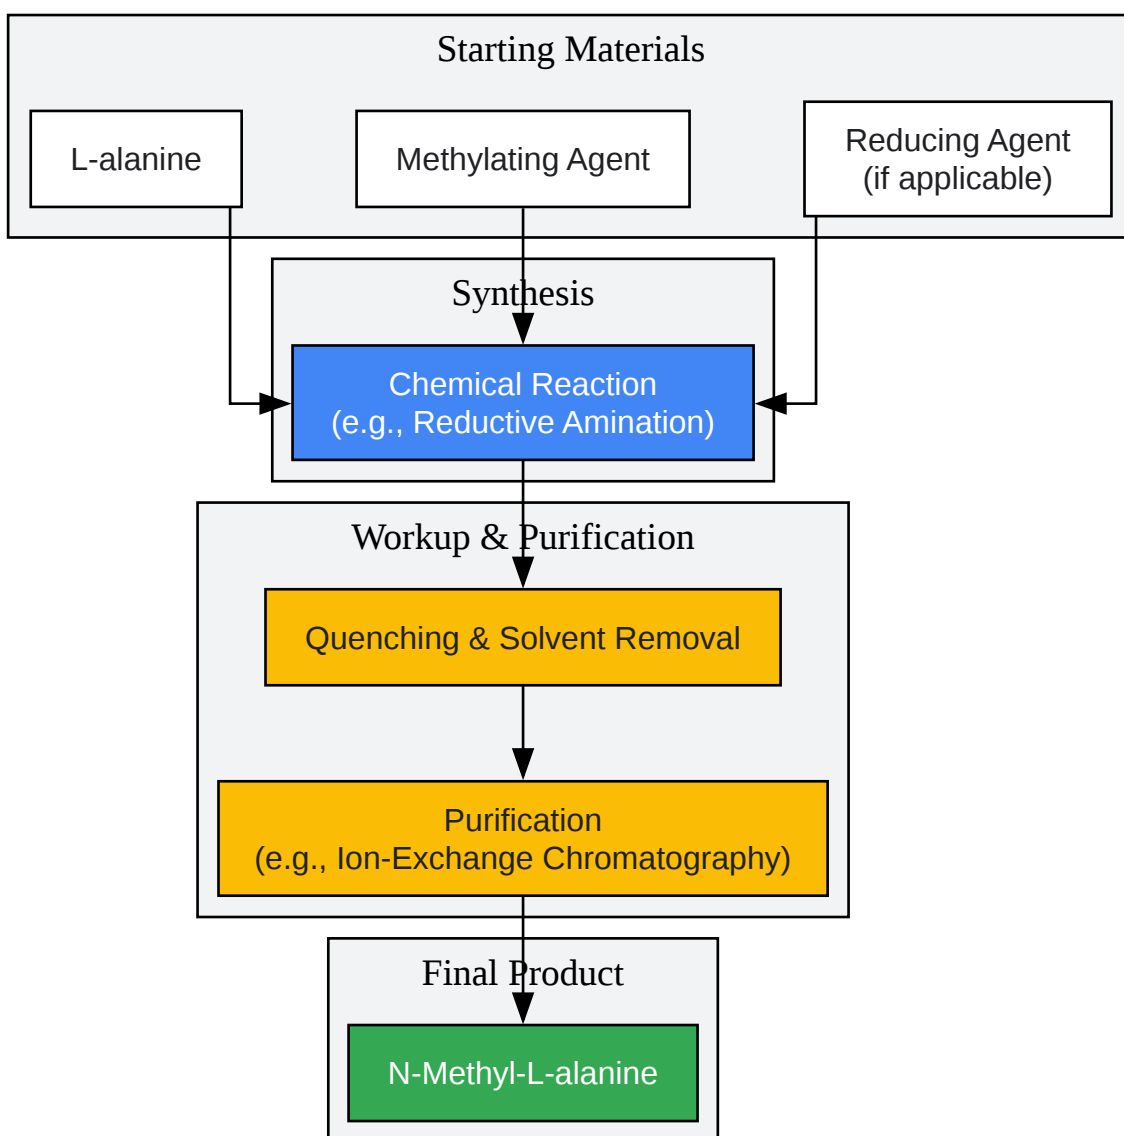 Starting Materials
L-alanine
Methylating Agent
Reducing Agent
(if applicable)
Synthesis
Chemical Reaction
(e.g., Reductive Amination)
Workup & Purification
Quenching & Solvent Removal
Purification
(e.g., Ion-Exchange Chromatography)
Final Product
N-Methyl-L-alanine